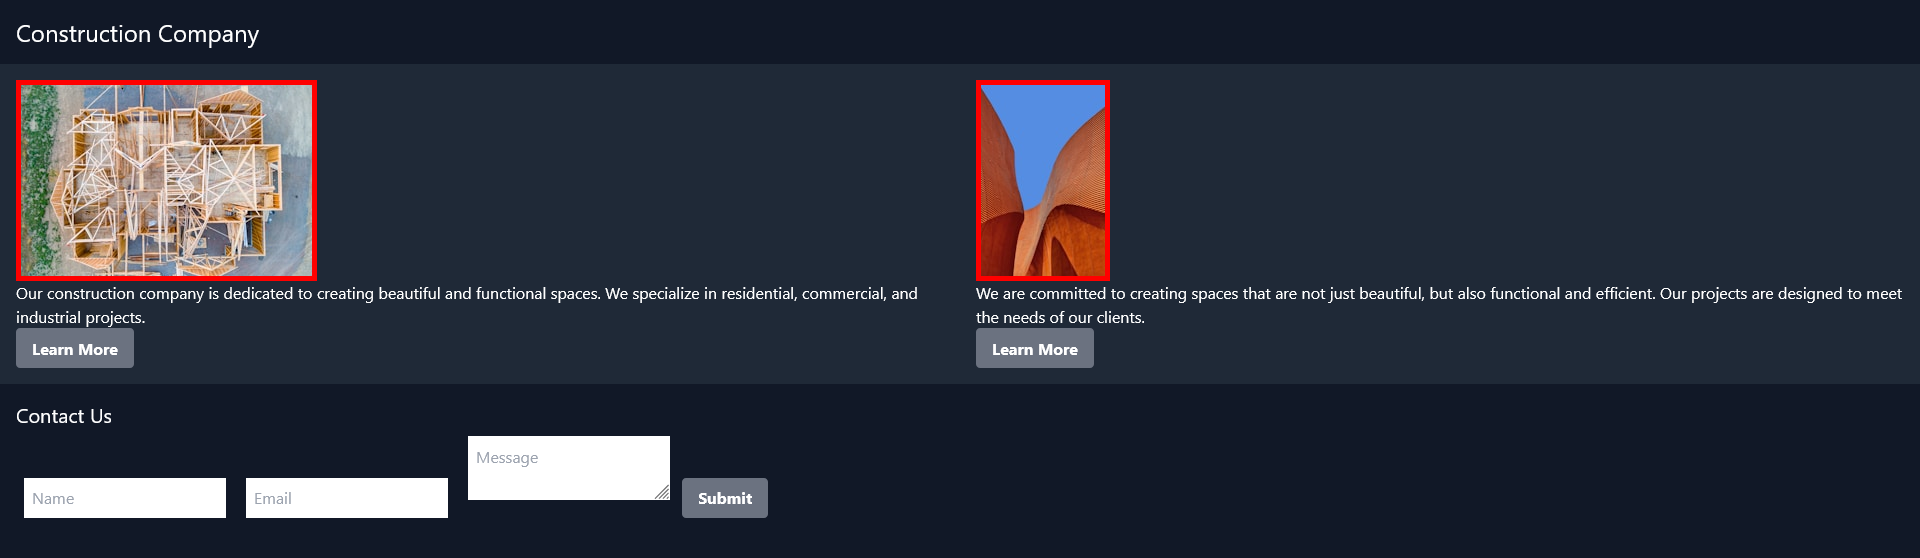 Construction Company
Our construction company is dedicated to creating beautiful and functional spaces. We specialize in residential, commercial, and
industrial projects.
Learn More
We are committed to creating spaces that are not just beautiful, but also functional and efficient. Our projects are designed to meet
the needs of our clients.
Learn More
Contact Us
Name
Email
Message
Submit